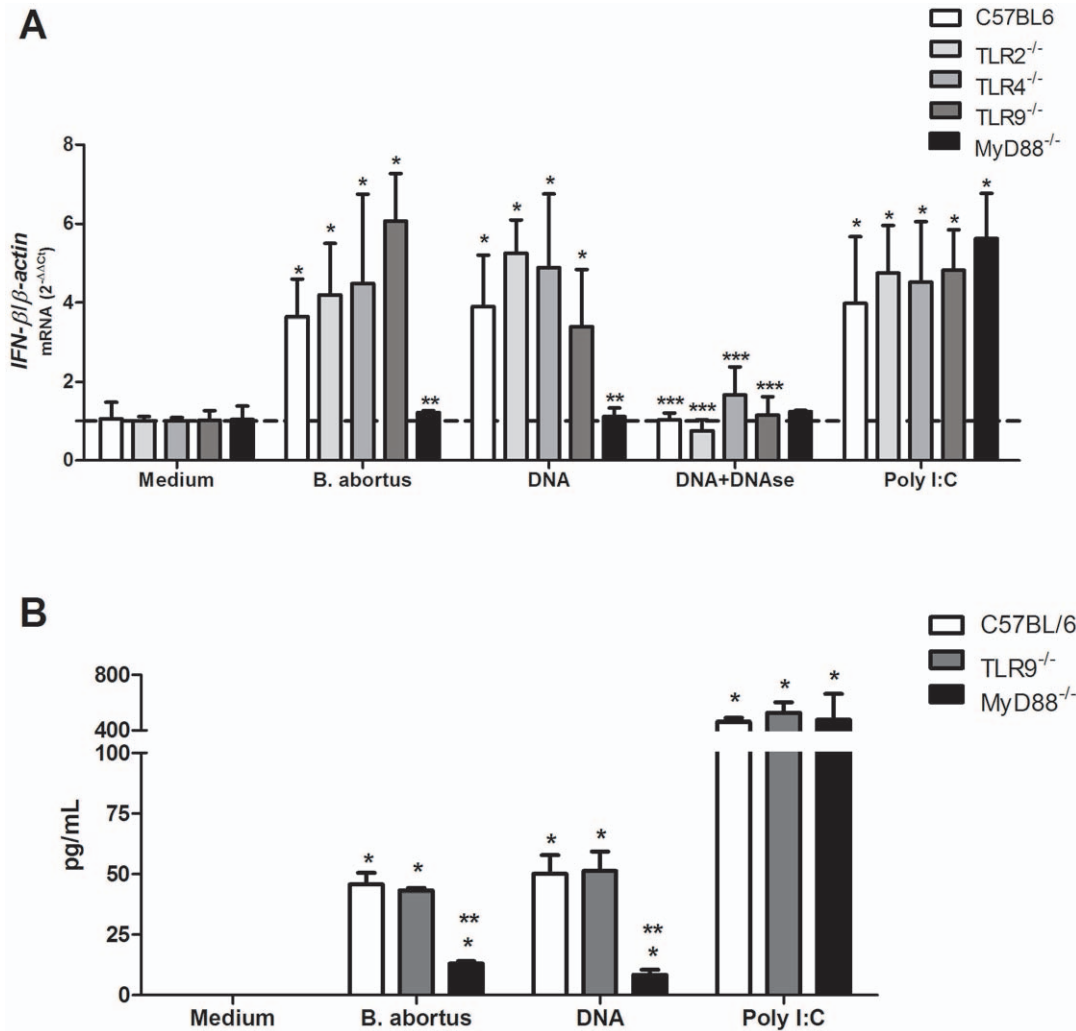 A
C57BL6
TLR2-/-
TLR4-/-
TLR9-/-
MyD88-/-
IFN-β/β-actin
mRNA (2-ΔΔCt)
8
6
4
2
0
* * * * **
* * * * **
*** *** *** ***
* * * * *
Medium B. abortus DNA DNA+DNAse Poly I:C
B
C57BL/6
TLR9-/-
MyD88-/-
pg/mL
800
400
100
75
50
25
0
* * ** *
* * ** *
* * *
Medium B. abortus DNA Poly I:C